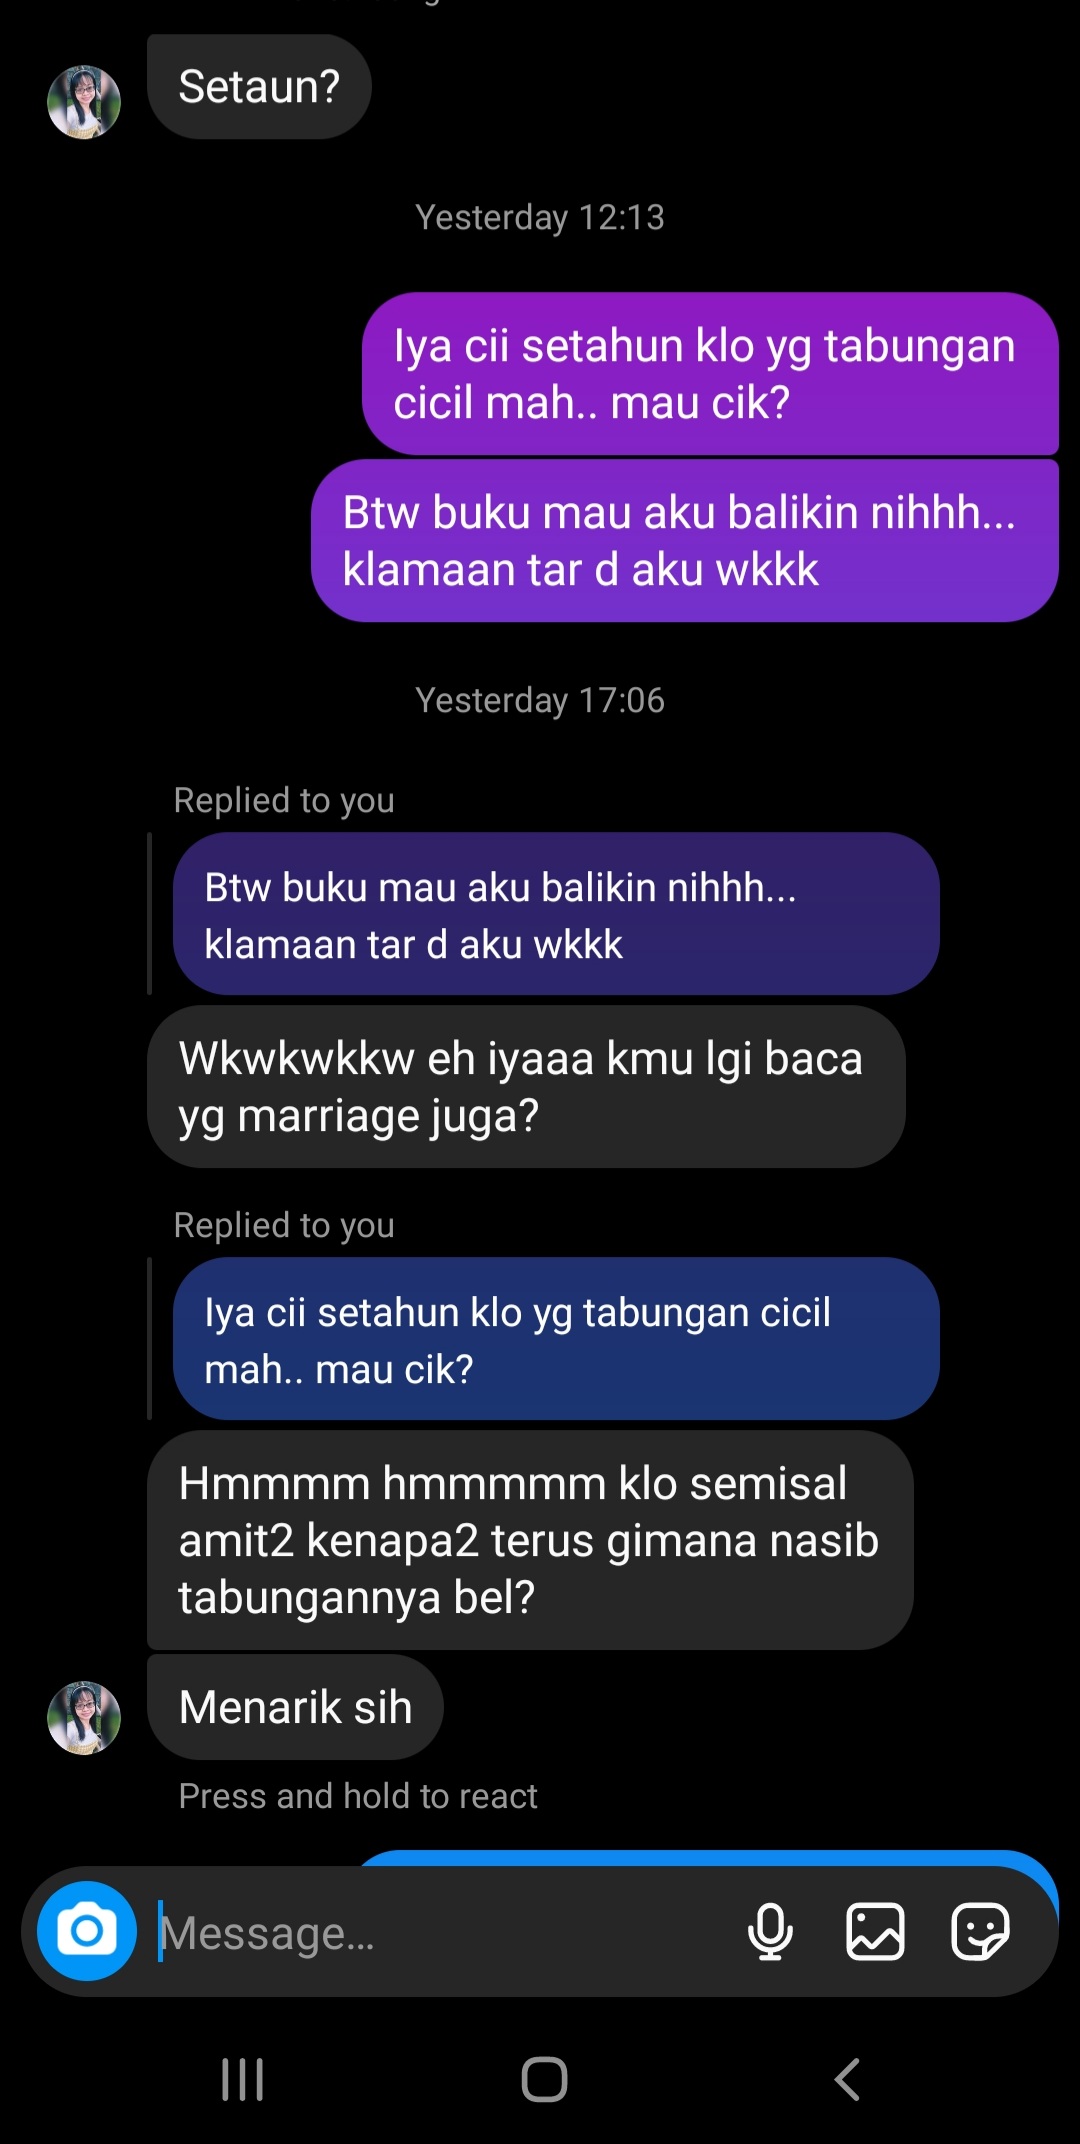 Setaun?
Yesterday 12:13
Iya cii setahun klo yg tabungan
cicil mah.. mau cik?
Btw buku mau aku balikin nihhh...
klamaan tar d aku wkkk
Yesterday 17:06
Replied to you
Btw buku mau aku balikin nihhh...
klamaan tar d aku wkkk
Wkwkwkkw eh iyaaa kmu lgi baca
yg marriage juga?
Replied to you
Iya cii setahun klo yg tabungan cicil
mah.. mau cik?
Hmmmm hmmmmm klo semisal
amit2 kenapa2 terus gimana nasib
tabungannya bel?
Menarik sih
Press and hold to react
Message...